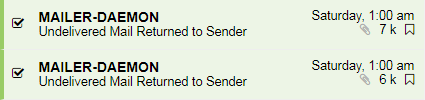 MAILER-DAEMON Saturday, 1:00 am
Undelivered Mail Returned to Sender 7 k
MAILER-DAEMON Saturday, 1:00 am
Undelivered Mail Returned to Sender 6 k